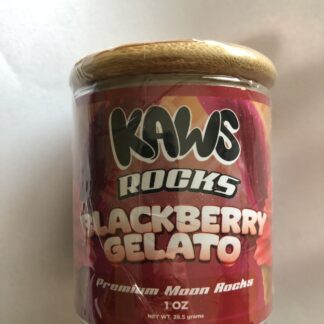 KAWS
ROCKS
BLACKBERRY
GELATO
Premium Moon Rocks
1 OZ
NET WT. 28.5 grams